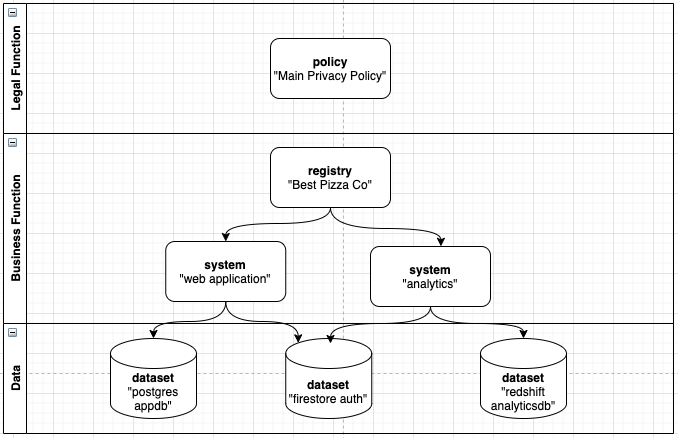 Legal Function
policy
"Main Privacy Policy"
Business Function
registry
"Best Pizza Co"
system
"web application"
system
"analytics"
Data
dataset
"postgres
appdb"
dataset
"firestore auth"
dataset
"redshift
analyticsdb"